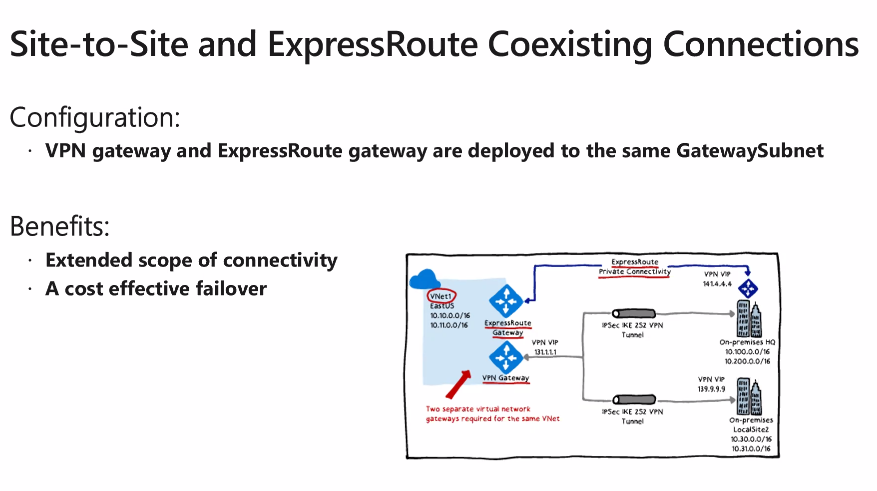 Site-to-Site and ExpressRoute Coexisting Connections
Configuration:
· VPN gateway and ExpressRoute gateway are deployed to the same GatewaySubnet
Benefits:
· Extended scope of connectivity
· A cost effective failover
ExpressRoute
Private Connectivity
VPN VIP
141.4.4.4
VNet1
EastUS
10.10.0.0/16
10.11.0.0/16
ExpressRoute
Gateway
IPSec IKE 252 VPN
Tunnel
On-premises HQ
10.100.0.0/16
10.200.0.0/16
VPN VIP
131.1.1.1
VPN Gateway
VPN VIP
139.9.9.9
Two separate virtual network
gateways required for the same VNet
IPSec IKE 252 VPN
Tunnel
On-premises
LocalSite2
10.30.0.0/16
10.31.0.0/16